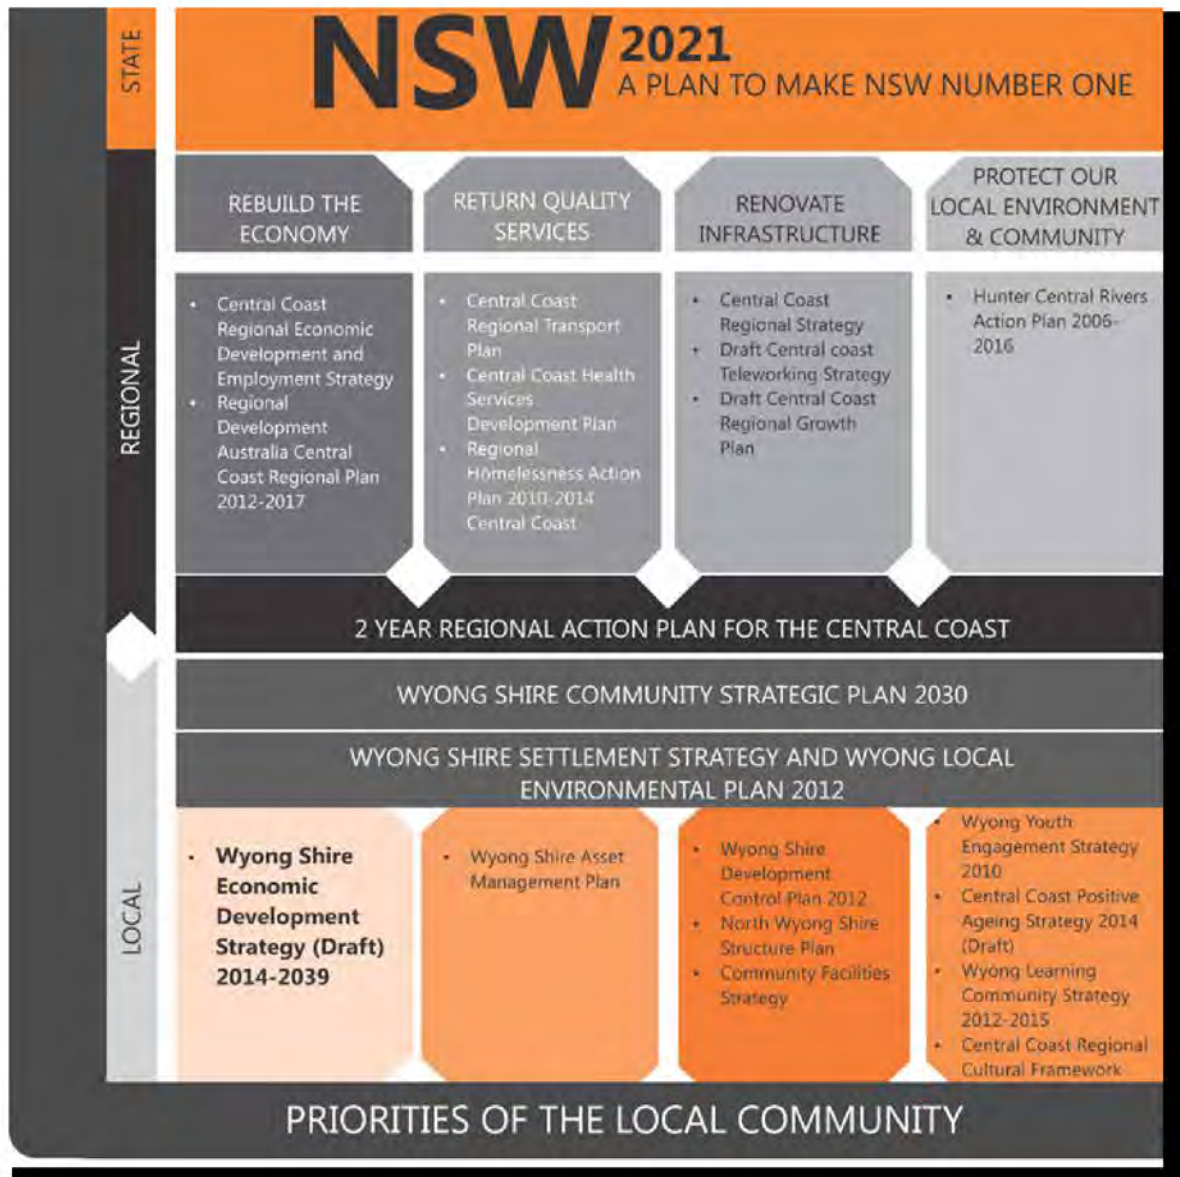 STATE
NSW 2021
A PLAN TO MAKE NSW NUMBER ONE
REGIONAL
REBUILD THE
ECONOMY
RETURN QUALITY
SERVICES
RENOVATE
INFRASTRUCTURE
PROTECT OUR
LOCAL ENVIRONMENT
& COMMUNITY
• Central Coast
Regional Economic
Development and
Employment Strategy
• Regional
Development
Australia Central
Coast Regional Plan
2012-2017
• Central Coast
Regional Transport
Plan
• Central Coast Health
Services
Development Plan
• Regional
Homelessness Action
Plan 2010-2014
Central Coast
• Central Coast
Regional Strategy
• Draft Central coast
Teleworking Strategy
• Draft Central Coast
Regional Growth
Plan
• Hunter Central Rivers
Action Plan 2006-
2016
2 YEAR REGIONAL ACTION PLAN FOR THE CENTRAL COAST
LOCAL
WYONG SHIRE COMMUNITY STRATEGIC PLAN 2030
WYONG SHIRE SETTLEMENT STRATEGY AND WYONG LOCAL
ENVIRONMENTAL PLAN 2012
• Wyong Shire
Economic
Development
Strategy (Draft)
2014-2039
• Wyong Shire Asset
Management Plan
• Wyong Shire
Development
Control Plan 2012
• North Wyong Shire
Structure Plan
• Community Facilities
Strategy
• Wyong Youth
Engagement Strategy
2010
• Central Coast Positive
Ageing Strategy 2014
(Draft)
• Wyong Learning
Community Strategy
2012-2015
• Central Coast Regional
Cultural Framework
PRIORITIES OF THE LOCAL COMMUNITY